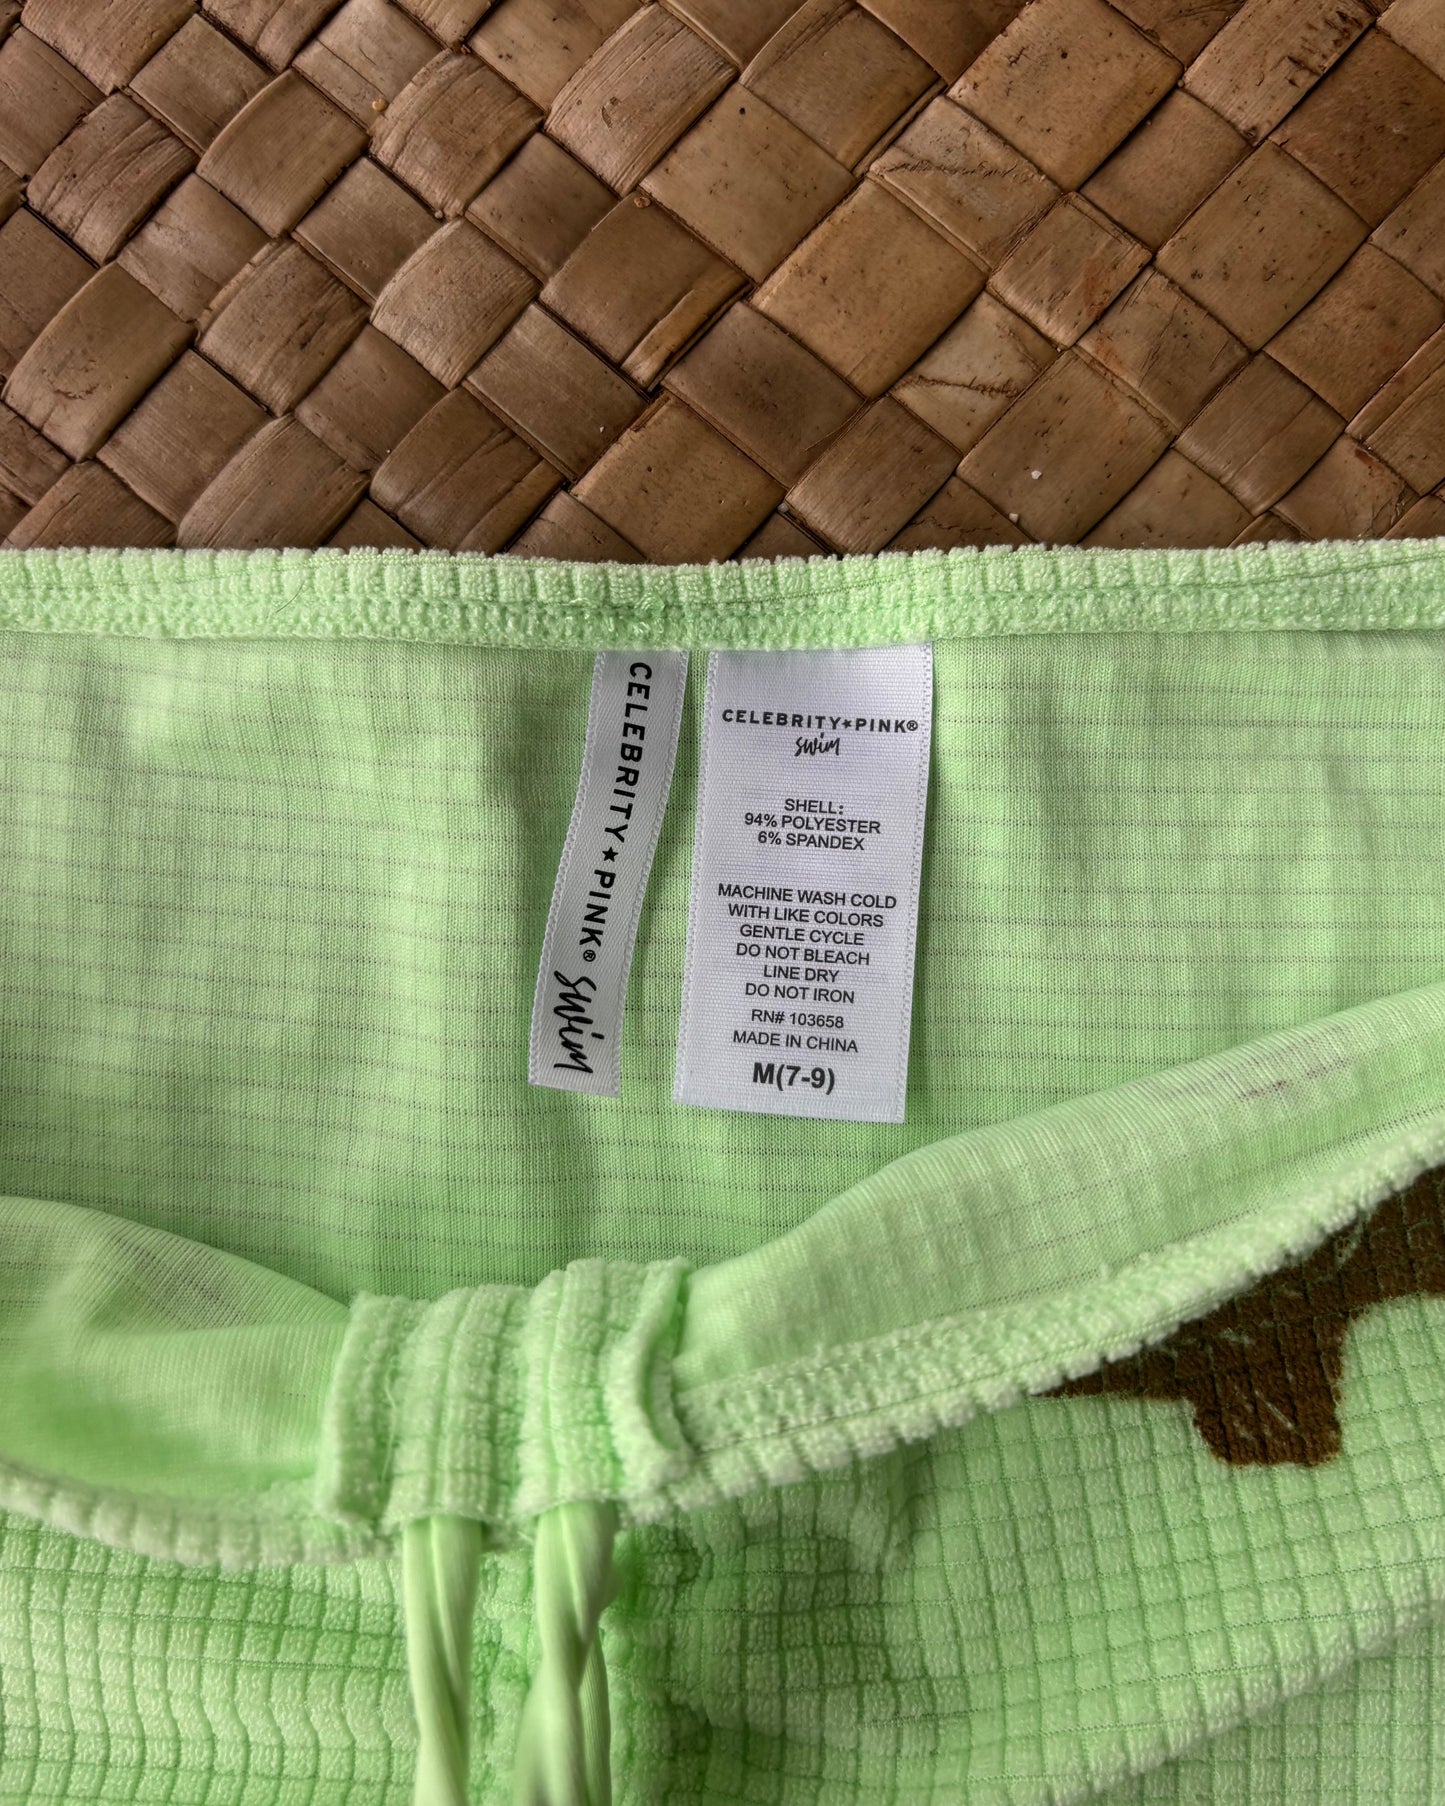 CELEBRITY★PINK® swim
CELEBRITY★PINK®
swim
SHELL:
94% POLYESTER
6% SPANDEX
MACHINE WASH COLD
WITH LIKE COLORS
GENTLE CYCLE
DO NOT BLEACH
LINE DRY
DO NOT IRON
RN# 103658
MADE IN CHINA
M(7-9)